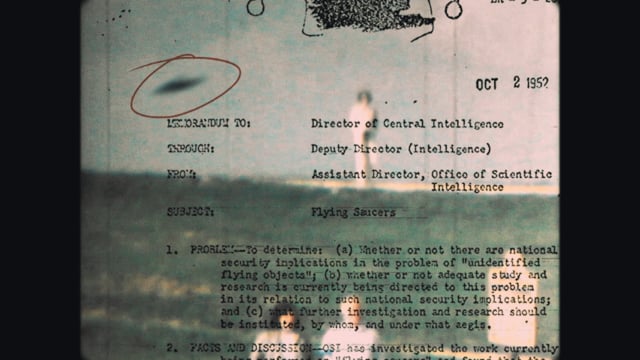 OCT 2 1952
MEMORANDUM TO: Director of Central Intelligence
THROUGH: Deputy Director (Intelligence)
FROM: Assistant Director, Office of Scientific
Intelligence
SUBJECT: Flying Saucers
1. PROBLEM—To determine: (a) Whether or not there are national
security implications in the problem of "unidentified
flying objects"; (b) whether or not adequate study and
research is currently being directed to this problem
in its relation to such national security implications;
and (c) what further investigation and research should
be instituted, by whom, and under what aegis.
2. FACTS AND DISCUSSION—OSI has investigated the work currently